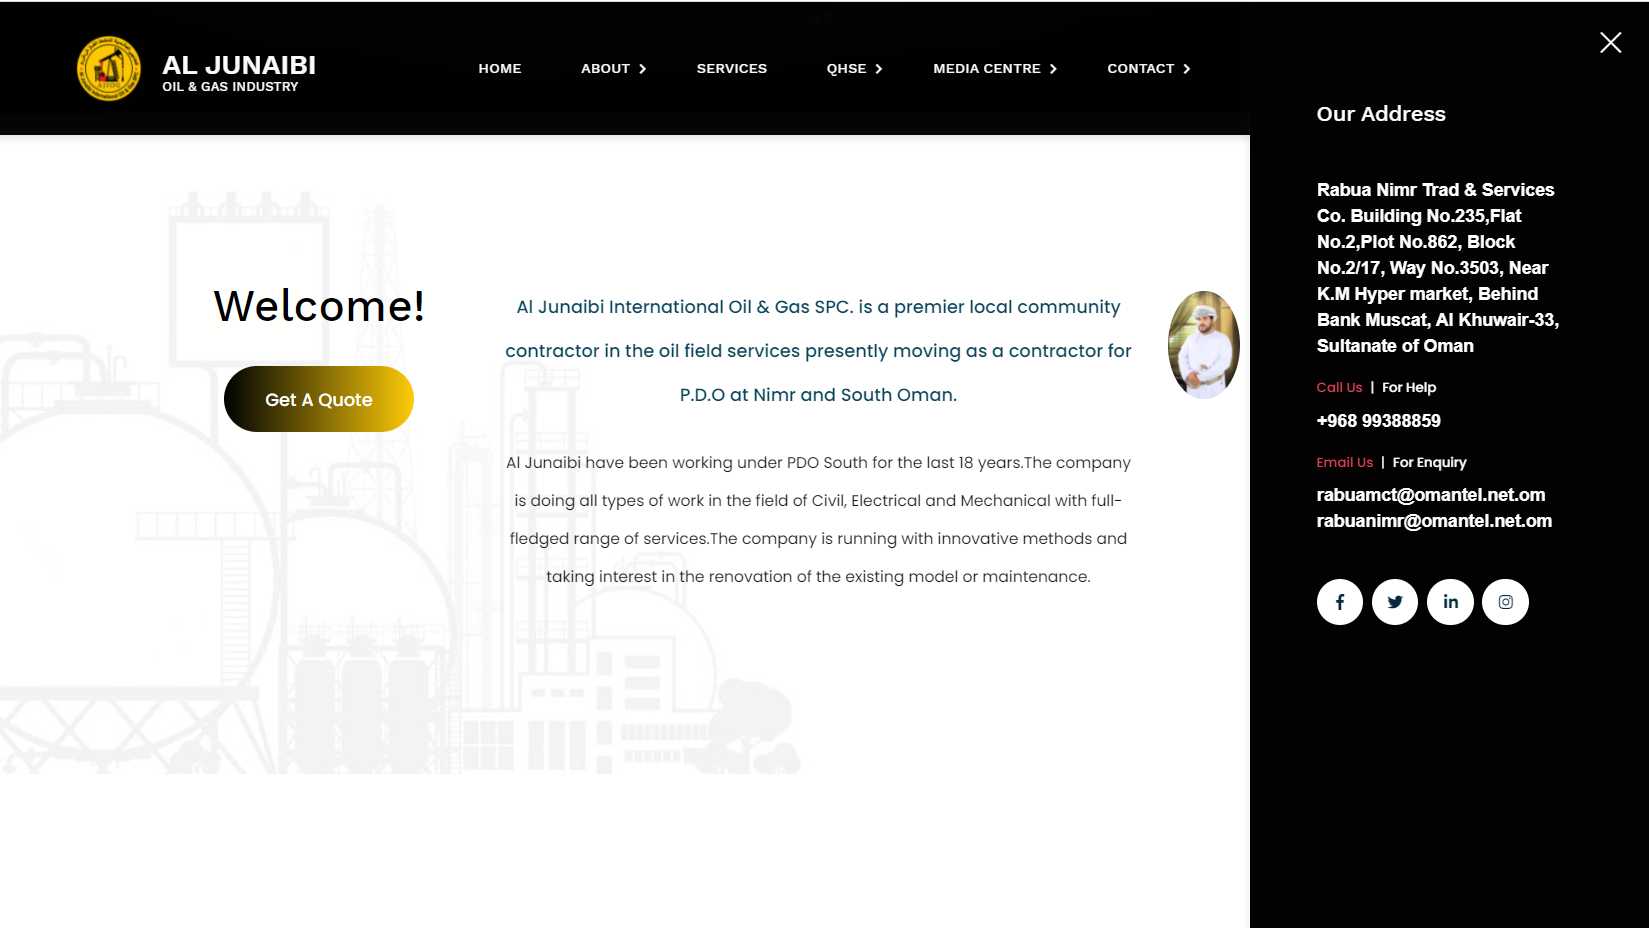 AL JUNAIBI
OIL & GAS INDUSTRY
HOME
ABOUT
SERVICES
QHSE
MEDIA CENTRE
CONTACT
Welcome!
Get A Quote
Al Junaibi International Oil & Gas SPC. is a premier local community
contractor in the oil field services presently moving as a contractor for
P.D.O at Nimr and South Oman.
Al Junaibi have been working under PDO South for the last 18 years.The company
is doing all types of work in the field of Civil, Electrical and Mechanical with full-
fledged range of services.The company is running with innovative methods and
taking interest in the renovation of the existing model or maintenance.
Our Address
Rabua Nimr Trad & Services
Co. Building No.235,Flat
No.2,Plot No.862, Block
No.2/17, Way No.3503, Near
K.M Hyper market, Behind
Bank Muscat, Al Khuwair-33,
Sultanate of Oman
Call Us | For Help
+968 99388859
Email Us | For Enquiry
rabuamct@omantel.net.om
rabuanimr@omantel.net.om